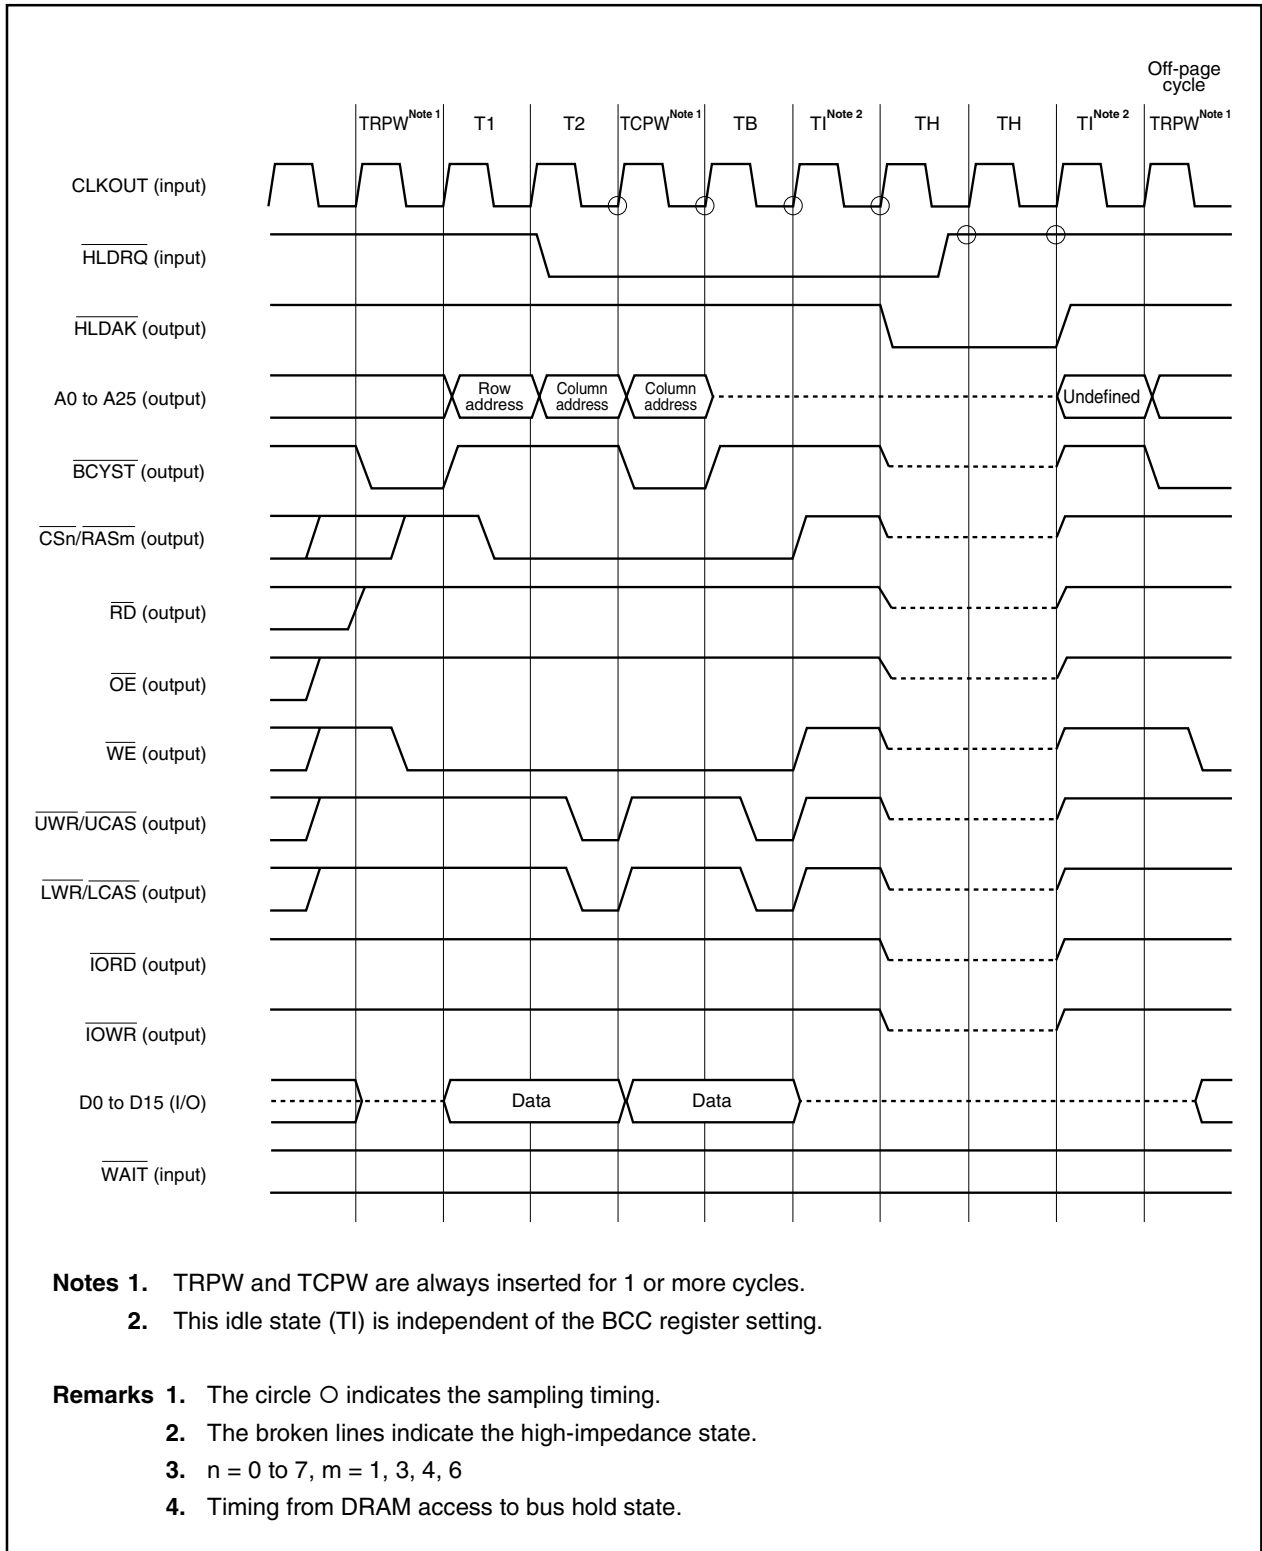 Off-page
cycle
TRPW Note 1 T1 T2 TCPW Note 1 TB TI Note 2 TH TH TI Note 2 TRPW Note 1
CLKOUT (input)
HLDRQ (input)
HLDAK (output)
A0 to A25 (output) Row address Column address Column address Undefined
BCYST (output)
CSn/RASm (output)
RD (output)
OE (output)
WE (output)
UWR/UCAS (output)
LWR/LCAS (output)
IORD (output)
IOWR (output)
D0 to D15 (I/O) Data Data
WAIT (input)
Notes 1. TRPW and TCPW are always inserted for 1 or more cycles.
2. This idle state (TI) is independent of the BCC register setting.
Remarks 1. The circle O indicates the sampling timing.
2. The broken lines indicate the high-impedance state.
3. n = 0 to 7, m = 1, 3, 4, 6
4. Timing from DRAM access to bus hold state.